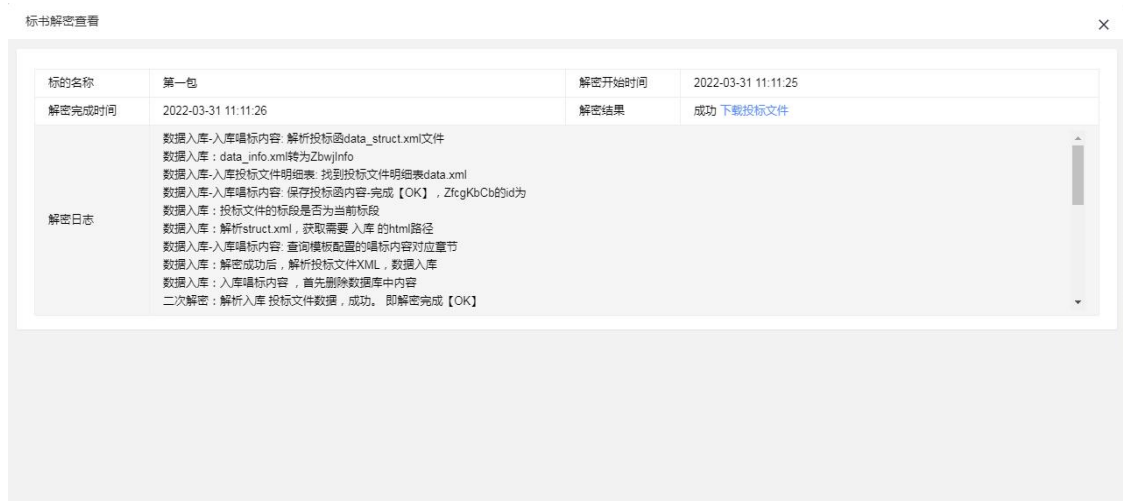 标书解密查看
标的名称 第一包 解密开始时间 2022-03-31 11:11:25
解密完成时间 2022-03-31 11:11:26 解密结果 成功 下载投标文件
解密日志
数据入库-入库唱标内容: 解析投标函data_struct.xml文件
数据入库：data_info.xml转为ZbwjInfo
数据入库-入库投标文件明细表: 找到投标文件明细表data.xml
数据入库-入库唱标内容: 保存投标函内容-完成【OK】，ZfcgKbCb的id为
数据入库：投标文件的标段是否为当前标段
数据入库：解析struct.xml，获取需要 入库 的html路径
数据入库-入库唱标内容: 查询模板配置的唱标内容对应章节
数据入库：解密成功后，解析投标文件XML，数据入库
数据入库：入库唱标内容 ，首先删除数据库中内容
二次解密：解析入库 投标文件数据，成功。 即解密完成【OK】